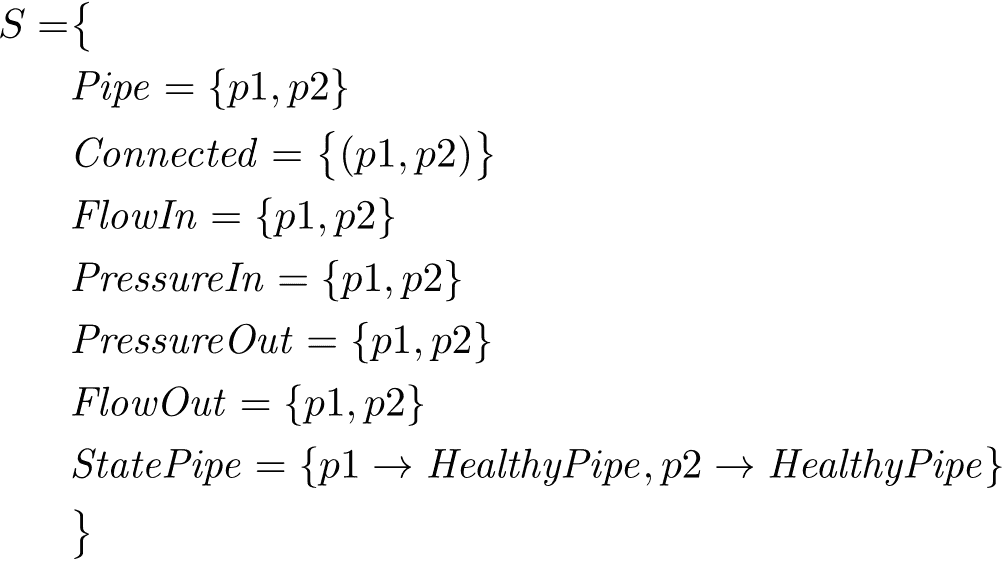 S = {
Pipe = {p1, p2}
Connected = {(p1, p2)}
FlowIn = {p1, p2}
PressureIn = {p1, p2}
PressureOut = {p1, p2}
FlowOut = {p1, p2}
StatePipe = {p1 → HealthyPipe, p2 → HealthyPipe}
}